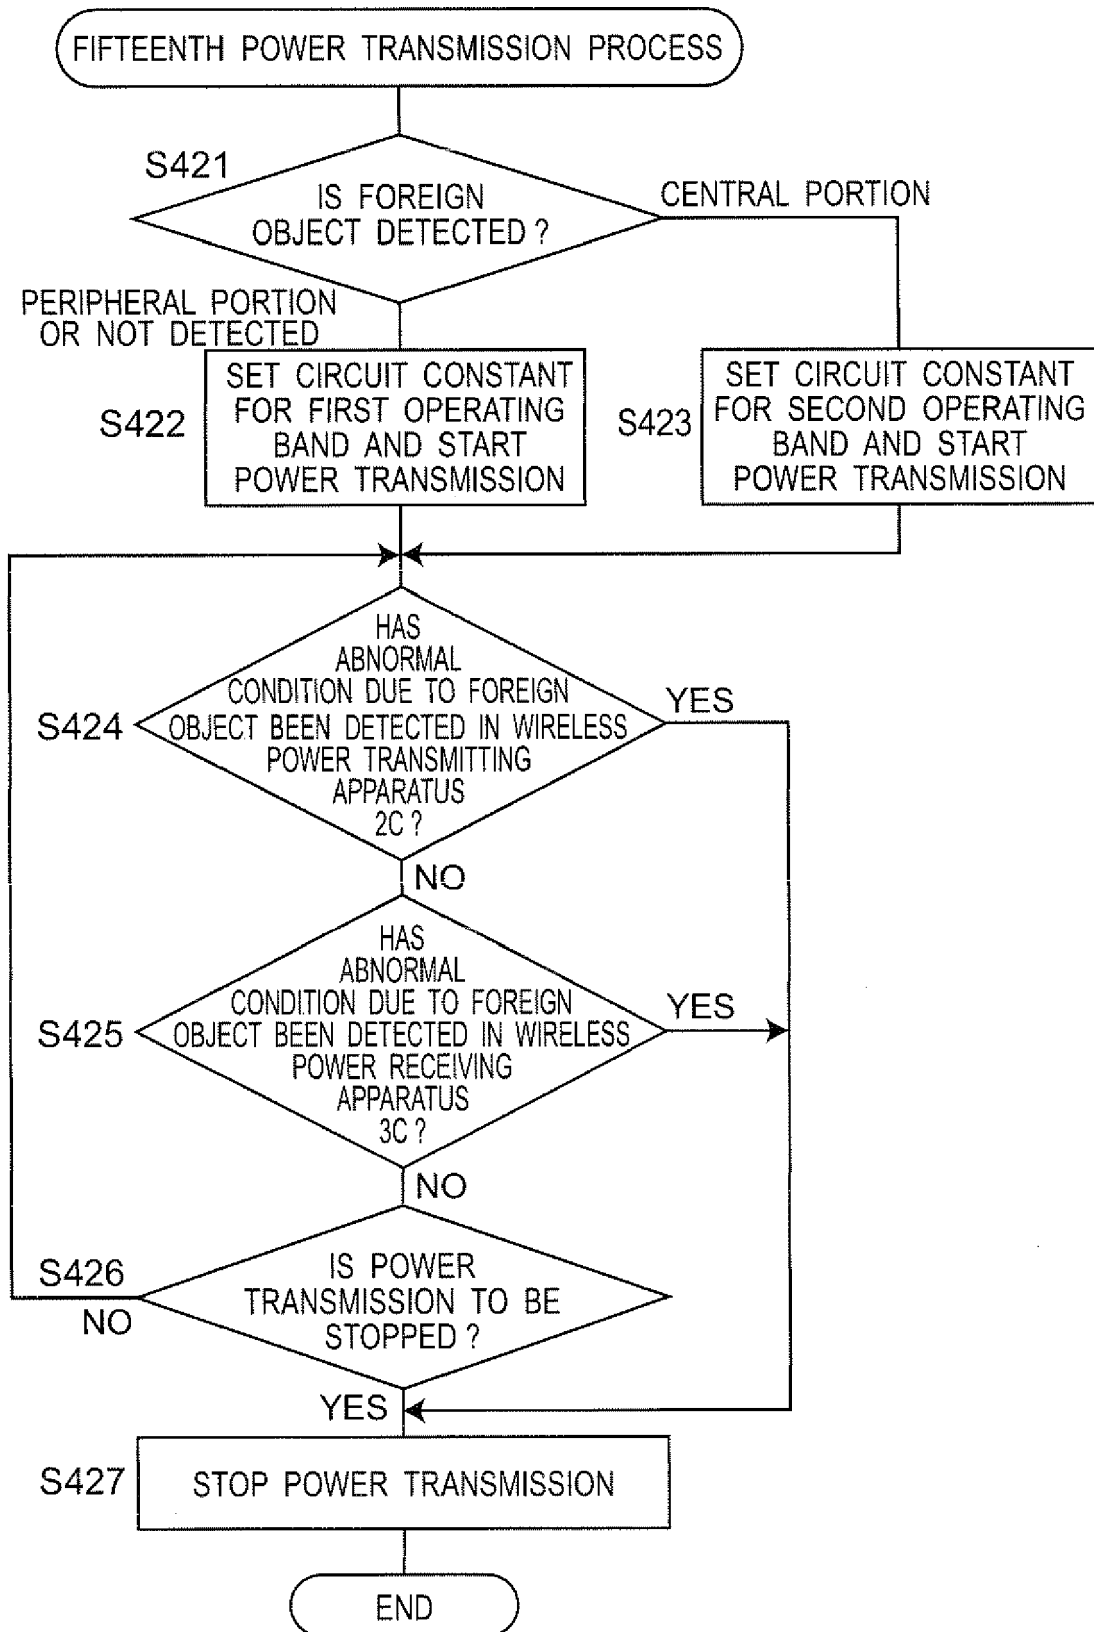 FIFTEENTH POWER TRANSMISSION PROCESS
S421
IS FOREIGN
OBJECT DETECTED ?
CENTRAL PORTION
PERIPHERAL PORTION
OR NOT DETECTED
S422
SET CIRCUIT CONSTANT
FOR FIRST OPERATING
BAND AND START
POWER TRANSMISSION
S423
SET CIRCUIT CONSTANT
FOR SECOND OPERATING
BAND AND START
POWER TRANSMISSION
S424
HAS
ABNORMAL
CONDITION DUE TO FOREIGN
OBJECT BEEN DETECTED IN WIRELESS
POWER TRANSMITTING
APPARATUS
2C ?
YES
NO
S425
HAS
ABNORMAL
CONDITION DUE TO FOREIGN
OBJECT BEEN DETECTED IN WIRELESS
POWER RECEIVING
APPARATUS
3C ?
YES
NO
S426
NO
IS POWER
TRANSMISSION TO BE
STOPPED ?
YES
S427
STOP POWER TRANSMISSION
END